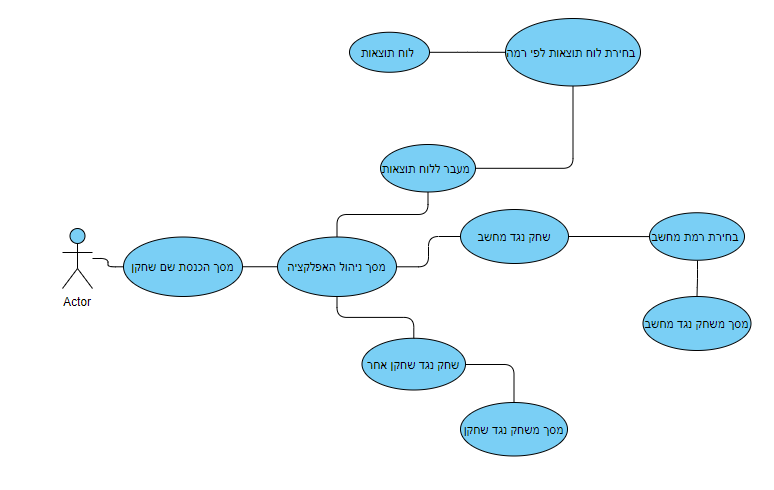 לוח תוצאות
בחירת לוח תוצאות לפי רמה
מעבר ללוח תוצאות
שחק נגד מחשב
בחירת רמת מחשב
מסך הכנסת שם שחקן
מסך ניהול האפלקציה
Actor
מסך משחק נגד מחשב
שחק נגד שחקן אחר
מסך משחק נגד שחקן